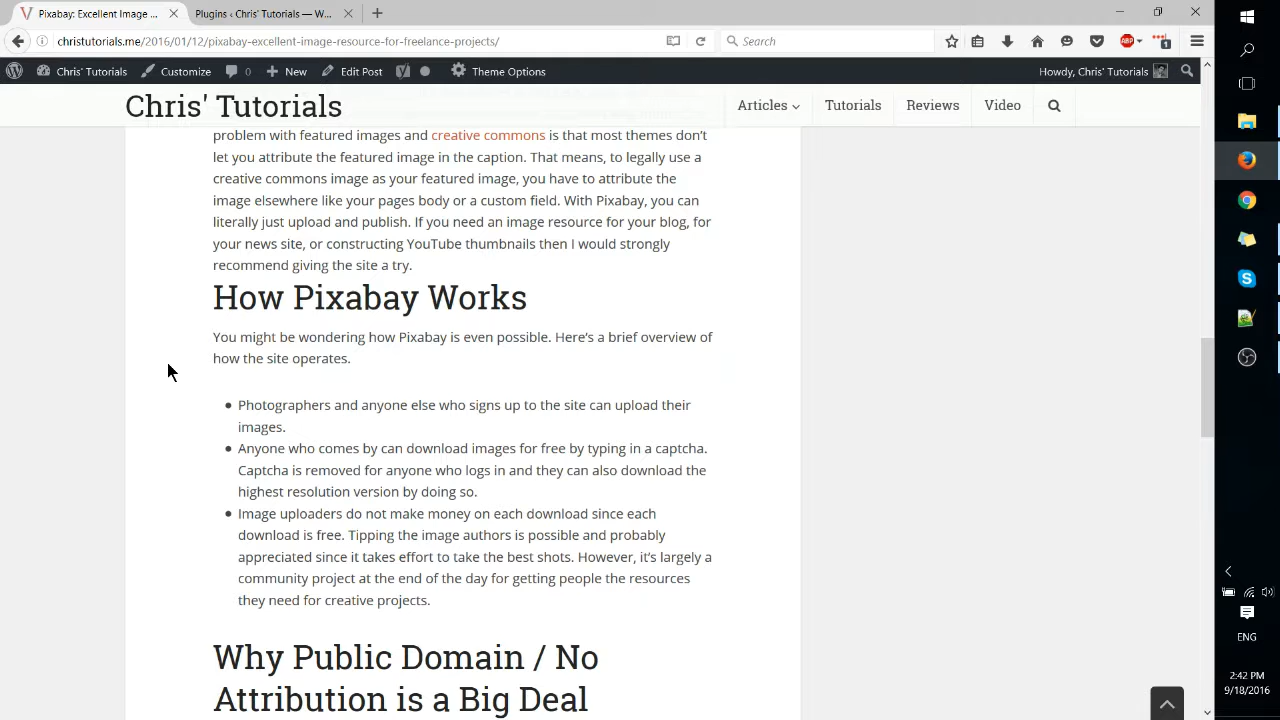 Pixabay: Excellent Image ...
Plugins ‹ Chris' Tutorials — W...
christutorials.me/2016/01/12/pixabay-excellent-image-resource-for-freelance-projects/
Search
ABP
1
Chris' Tutorials
Customize
0
New
Edit Post
Theme Options
Howdy, Chris' Tutorials
Chris' Tutorials
Articles
Tutorials
Reviews
Video
problem with featured images and creative commons is that most themes don't
let you attribute the featured image in the caption. That means, to legally use a
creative commons image as your featured image, you have to attribute the
image elsewhere like your pages body or a custom field. With Pixabay, you can
literally just upload and publish. If you need an image resource for your blog, for
your news site, or constructing YouTube thumbnails then I would strongly
recommend giving the site a try.
How Pixabay Works
You might be wondering how Pixabay is even possible. Here's a brief overview of
how the site operates.
Photographers and anyone else who signs up to the site can upload their
images.
Anyone who comes by can download images for free by typing in a captcha.
Captcha is removed for anyone who logs in and they can also download the
highest resolution version by doing so.
Image uploaders do not make money on each download since each
download is free. Tipping the image authors is possible and probably
appreciated since it takes effort to take the best shots. However, it's largely a
community project at the end of the day for getting people the resources
they need for creative projects.
Why Public Domain / No
Attribution is a Big Deal
ENG
2:42 PM
9/18/2016